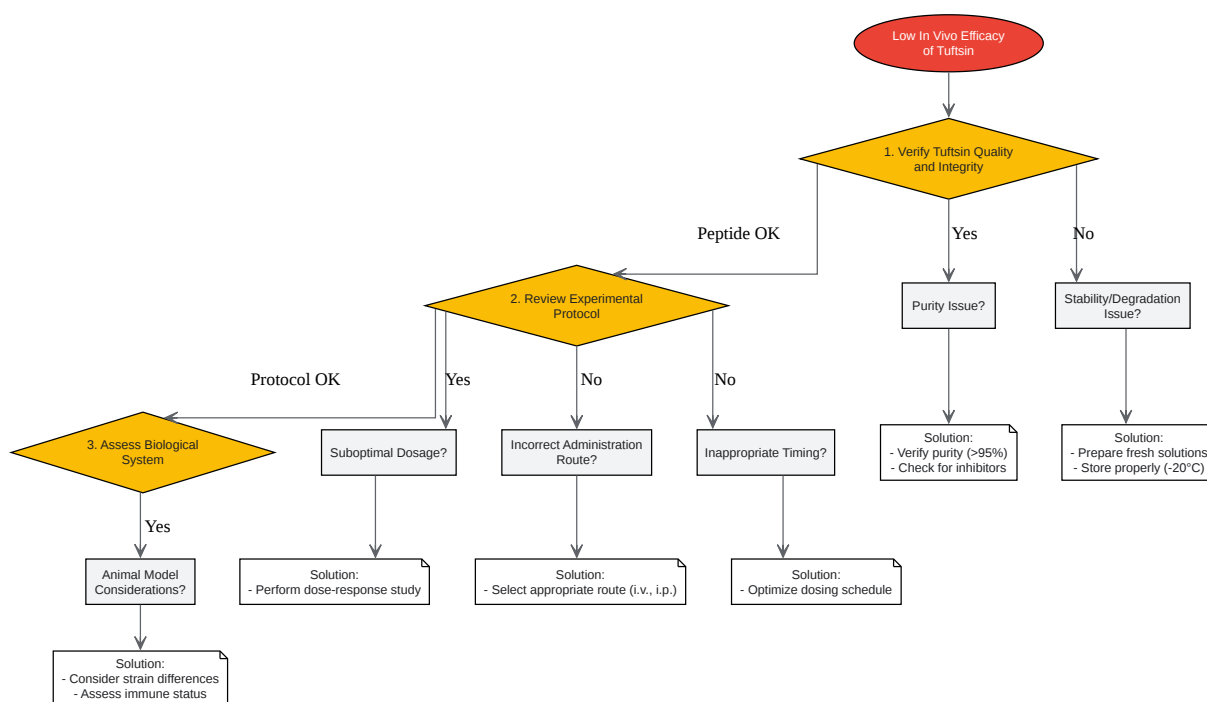 Low In Vivo Efficacy
of Tuftsin
1. Verify Tuftsin Quality
and Integrity
Peptide OK
Yes
No
2. Review Experimental
Protocol
Purity Issue?
Stability/Degradation
Issue?
Protocol OK
Yes
No
No
3. Assess Biological
System
Suboptimal Dosage?
Incorrect Administration
Route?
Inappropriate Timing?
Solution:
- Verify purity (>95%)
- Check for inhibitors
Solution:
- Prepare fresh solutions
- Store properly (-20°C)
Yes
Animal Model
Considerations?
Solution:
- Perform dose-response study
Solution:
- Select appropriate route (i.v., i.p.)
Solution:
- Optimize dosing schedule
Solution:
- Consider strain differences
- Assess immune status